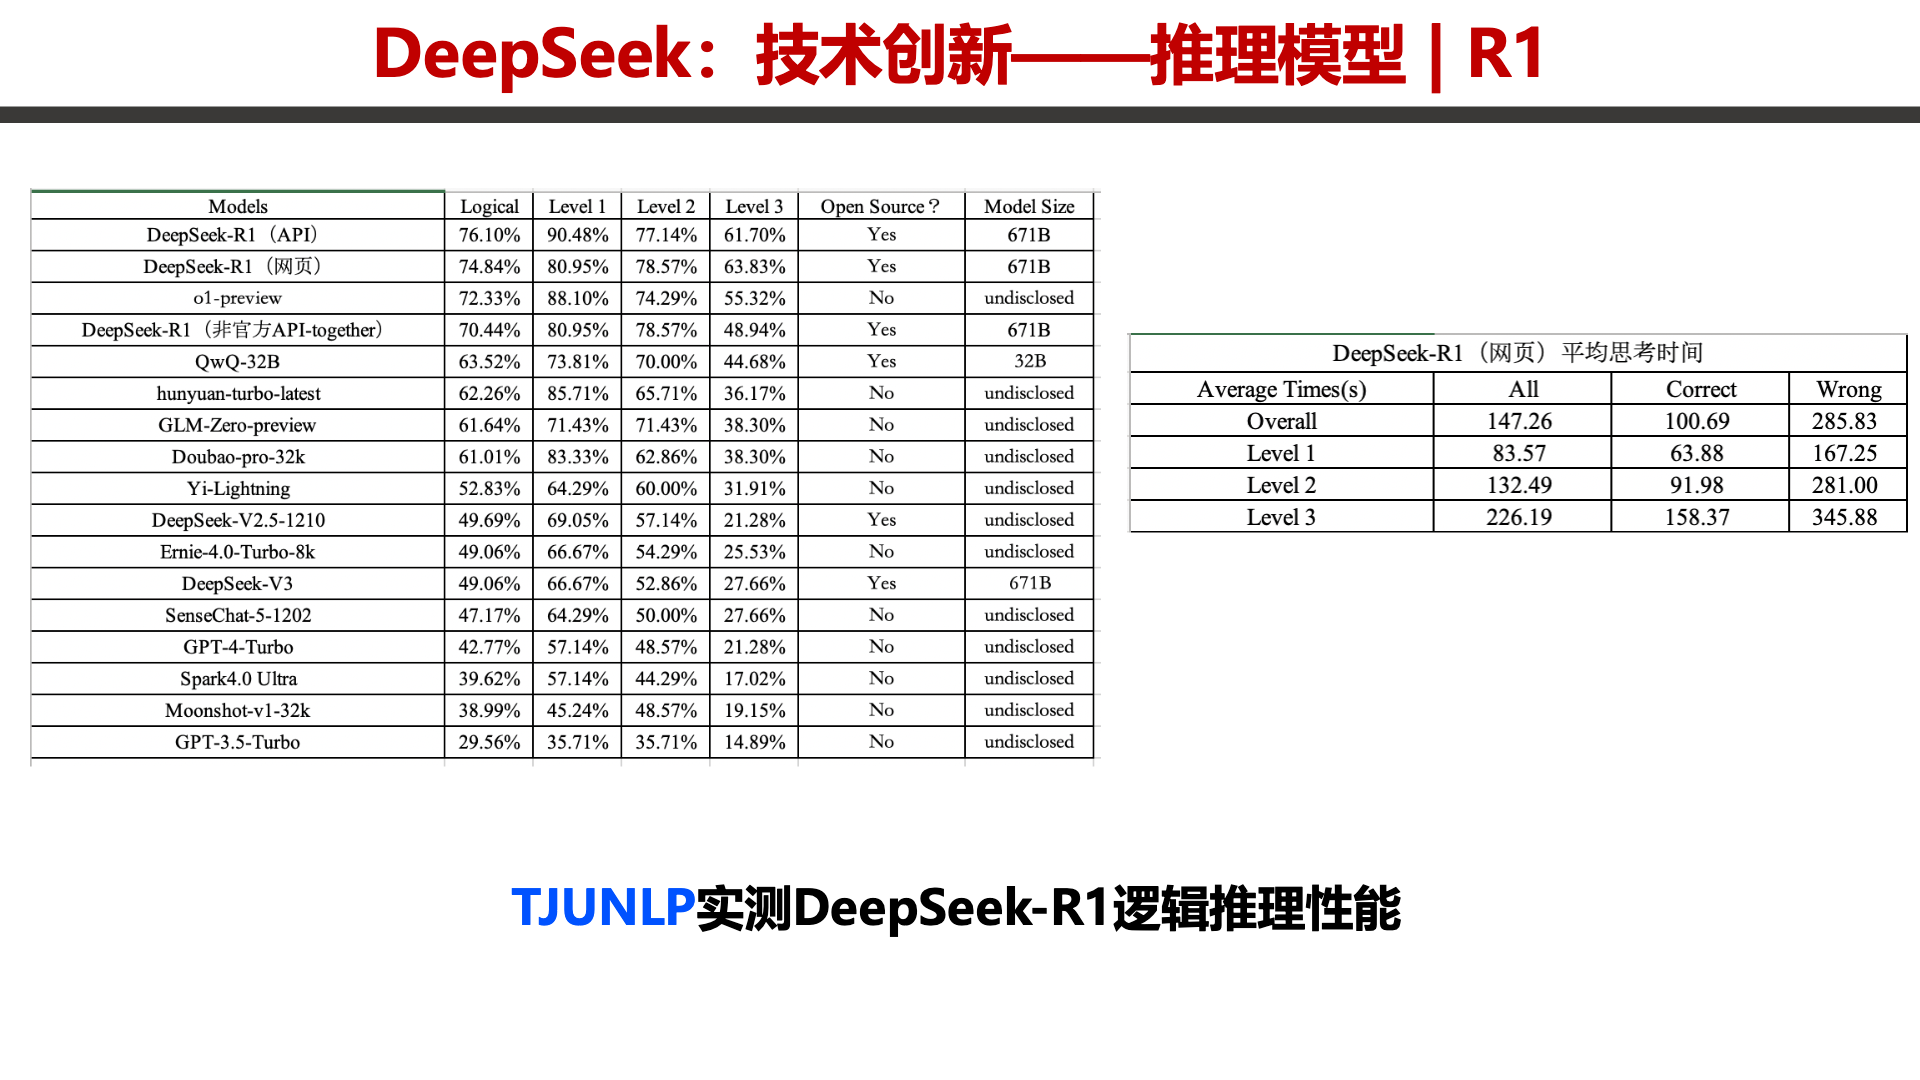 DeepSeek：技术创新——推理模型 | R1
Models Logical Level 1 Level 2 Level 3 Open Source？ Model Size
DeepSeek-R1（API） 76.10% 90.48% 77.14% 61.70% Yes 671B
DeepSeek-R1（网页） 74.84% 80.95% 78.57% 63.83% Yes 671B
o1-preview 72.33% 88.10% 74.29% 55.32% No undisclosed
DeepSeek-R1（非官方API-together） 70.44% 80.95% 78.57% 48.94% Yes 671B
QwQ-32B 63.52% 73.81% 70.00% 44.68% Yes 32B
hunyuan-turbo-latest 62.26% 85.71% 65.71% 36.17% No undisclosed
GLM-Zero-preview 61.64% 71.43% 71.43% 38.30% No undisclosed
Doubao-pro-32k 61.01% 83.33% 62.86% 38.30% No undisclosed
Yi-Lightning 52.83% 64.29% 60.00% 31.91% No undisclosed
DeepSeek-V2.5-1210 49.69% 69.05% 57.14% 21.28% Yes undisclosed
Ernie-4.0-Turbo-8k 49.06% 66.67% 54.29% 25.53% No undisclosed
DeepSeek-V3 49.06% 66.67% 52.86% 27.66% Yes 671B
SenseChat-5-1202 47.17% 64.29% 50.00% 27.66% No undisclosed
GPT-4-Turbo 42.77% 57.14% 48.57% 21.28% No undisclosed
Spark4.0 Ultra 39.62% 57.14% 44.29% 17.02% No undisclosed
Moonshot-v1-32k 38.99% 45.24% 48.57% 19.15% No undisclosed
GPT-3.5-Turbo 29.56% 35.71% 35.71% 14.89% No undisclosed
DeepSeek-R1（网页）平均思考时间
Average Times(s) All Correct Wrong
Overall 147.26 100.69 285.83
Level 1 83.57 63.88 167.25
Level 2 132.49 91.98 281.00
Level 3 226.19 158.37 345.88
TJUNLP实测DeepSeek-R1逻辑推理性能